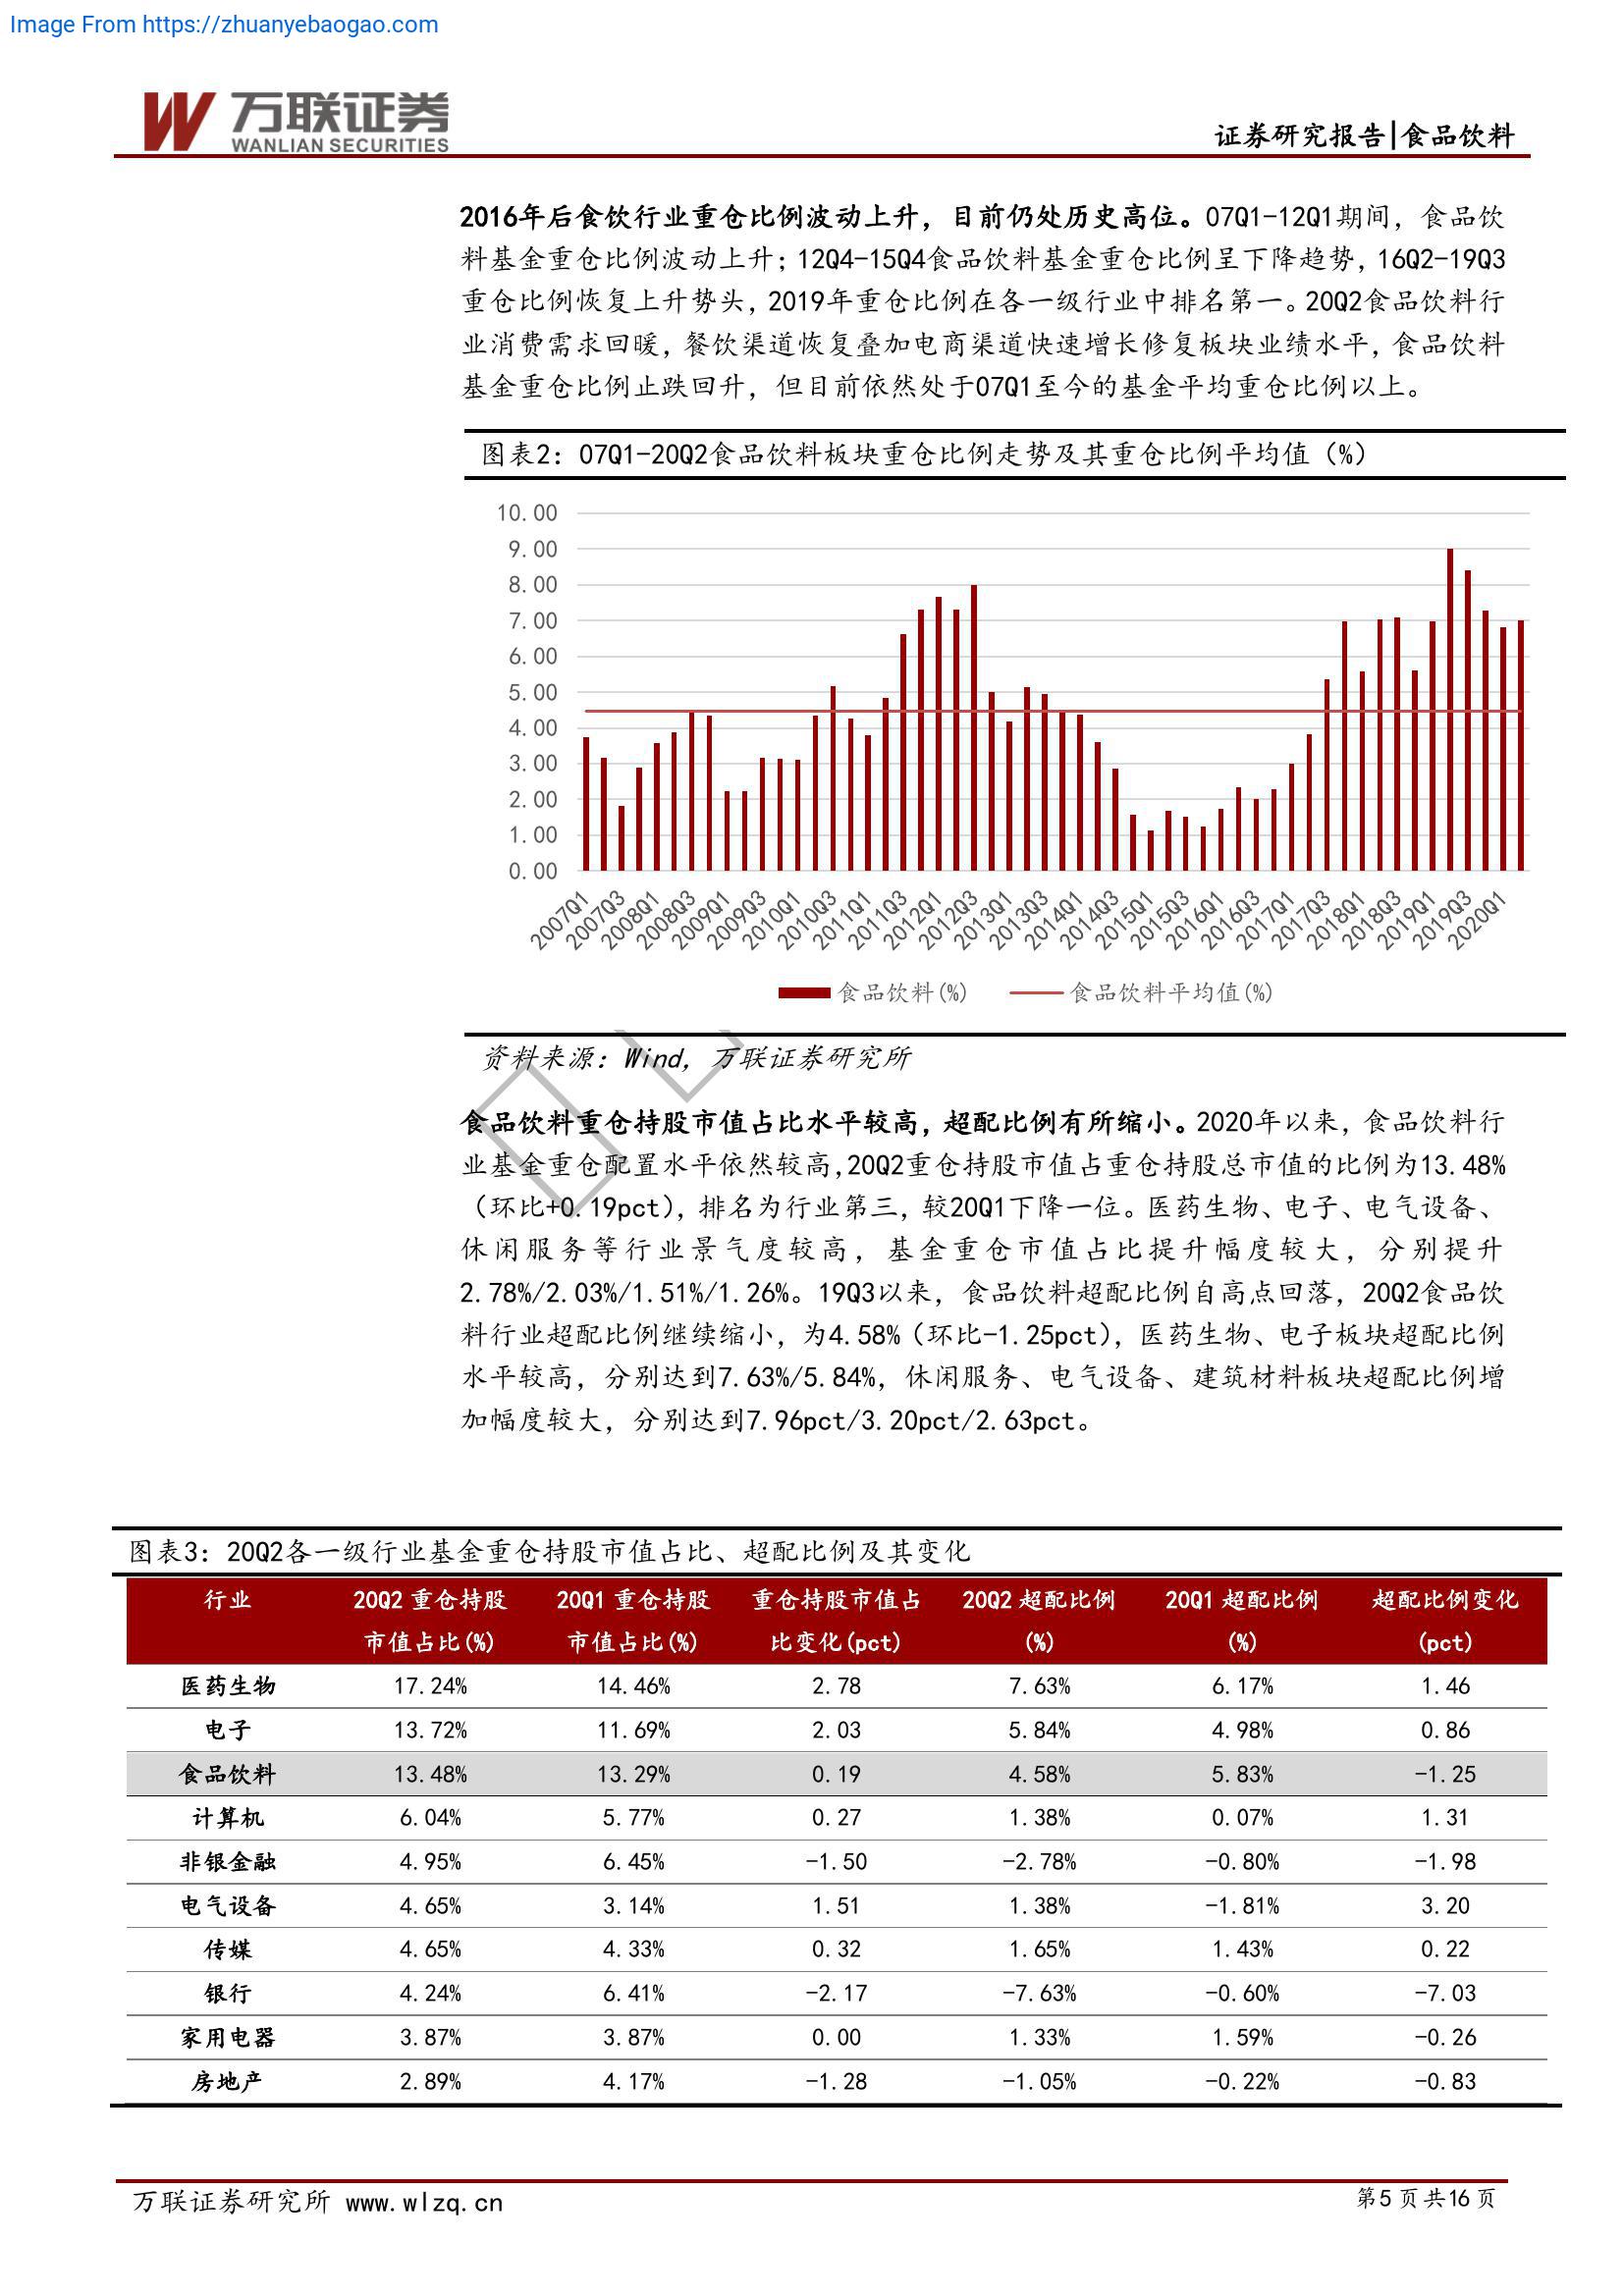 Image From https://zhuanyebaogao.com
万联证券
WANLIAN SECURITIES
证券研究报告|食品饮料
2016年后食饮行业重仓比例波动上升，目前仍处历史高位。07Q1-12Q1期间，食品饮
料基金重仓比例波动上升；12Q4-15Q4食品饮料基金重仓比例呈下降趋势，16Q2-19Q3
重仓比例恢复上升势头，2019年重仓比例在各一级行业中排名第一。20Q2食品饮料行
业消费需求回暖，餐饮渠道恢复叠加电商渠道快速增长修复板块业绩水平，食品饮料
基金重仓比例止跌回升，但目前依然处于07Q1至今的基金平均重仓比例以上。
图表2：07Q1-20Q2食品饮料板块重仓比例走势及其重仓比例平均值（%）
10.00
9.00
8.00
7.00
6.00
5.00
4.00
3.00
2.00
1.00
0.00
2007Q1 2007Q3 2008Q1 2008Q3 2009Q1 2009Q3 2010Q1 2010Q3 2011Q1 2011Q3 2012Q1 2012Q3 2013Q1 2013Q3 2014Q1 2014Q3 2015Q1 2015Q3 2016Q1 2016Q3 2017Q1 2017Q3 2018Q1 2018Q3 2019Q1 2019Q3 2020Q1
食品饮料(%) 食品饮料平均值(%)
资料来源：Wind，万联证券研究所
食品饮料重仓持股市值占比水平较高，超配比例有所缩小。2020年以来，食品饮料行
业基金重仓配置水平依然较高，20Q2重仓持股市值占重仓持股总市值的比例为13.48%
（环比+0.19pct），排名为行业第三，较20Q1下降一位。医药生物、电子、电气设备、
休闲服务等行业景气度较高，基金重仓市值占比提升幅度较大，分别提升
2.78%/2.03%/1.51%/1.26%。19Q3以来，食品饮料超配比例自高点回落，20Q2食品饮
料行业超配比例继续缩小，为4.58%（环比-1.25pct），医药生物、电子板块超配比例
水平较高，分别达到7.63%/5.84%，休闲服务、电气设备、建筑材料板块超配比例增
加幅度较大，分别达到7.96pct/3.20pct/2.63pct。
图表3：20Q2各一级行业基金重仓持股市值占比、超配比例及其变化
行业 20Q2 重仓持股 20Q1 重仓持股 重仓持股市值占 20Q2 超配比例 20Q1 超配比例 超配比例变化
市值占比(%) 市值占比(%) 比变化(pct) (%) (%) (pct)
医药生物 17.24% 14.46% 2.78 7.63% 6.17% 1.46
电子 13.72% 11.69% 2.03 5.84% 4.98% 0.86
食品饮料 13.48% 13.29% 0.19 4.58% 5.83% -1.25
计算机 6.04% 5.77% 0.27 1.38% 0.07% 1.31
非银金融 4.95% 6.45% -1.50 -2.78% -0.80% -1.98
电气设备 4.65% 3.14% 1.51 1.38% -1.81% 3.20
传媒 4.65% 4.33% 0.32 1.65% 1.43% 0.22
银行 4.24% 6.41% -2.17 -7.63% -0.60% -7.03
家用电器 3.87% 3.87% 0.00 1.33% 1.59% -0.26
房地产 2.89% 4.17% -1.28 -1.05% -0.22% -0.83
万联证券研究所 www.wlzq.cn
第5页共16页